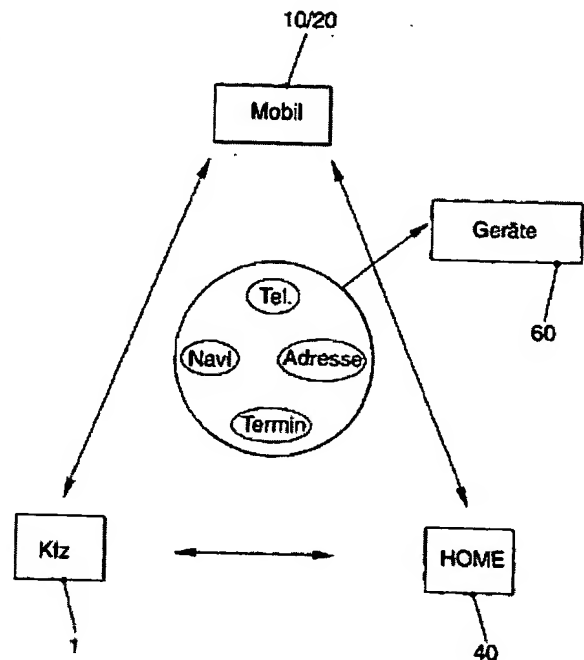 10/20
Mobil
Geräte
60
Tel.
Navi Adresse
Termin
Kfz
HOME
1
40